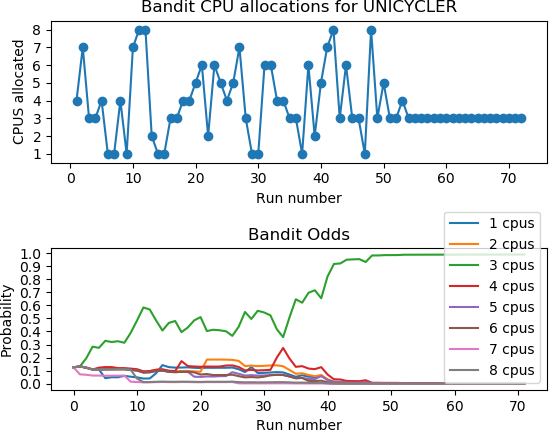 Bandit CPU allocations for UNICYCLER
8
7
6
5
4
3
2
1
CPUS allocated
0 10 20 30 40 50 60 70
Run number
Bandit Odds
1.0
0.9
0.8
0.7
0.6
0.5
0.4
0.3
0.2
0.1
0.0
Probability
1 cpus
2 cpus
3 cpus
4 cpus
5 cpus
6 cpus
7 cpus
8 cpus
0 10 20 30 40 50 60 70
Run number